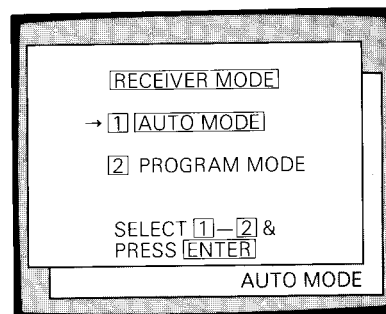 RECEIVER MODE
→ 1 AUTO MODE
2 PROGRAM MODE
SELECT 1–2 &
PRESS ENTER
AUTO MODE